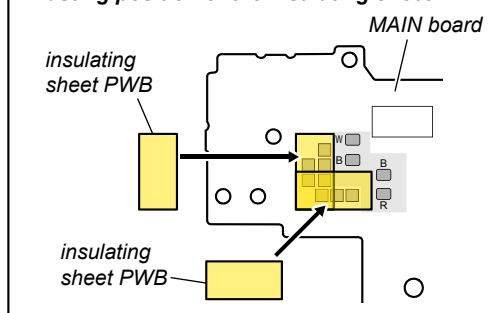 MAIN board
insulating
sheet PWB
W
B
B
R
insulating
sheet PWB